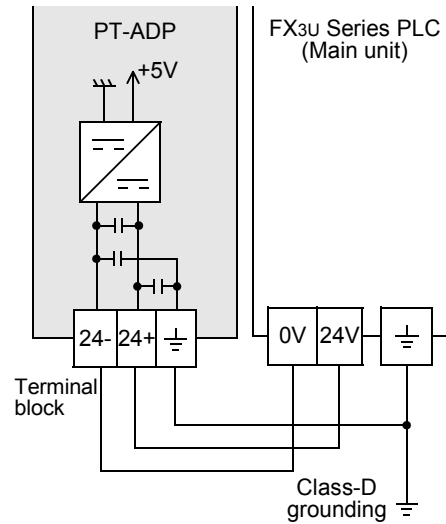 PT-ADP
FX3U Series PLC
(Main unit)
+5V
24-
24+
0V
24V
Terminal
block
Class-D
grounding